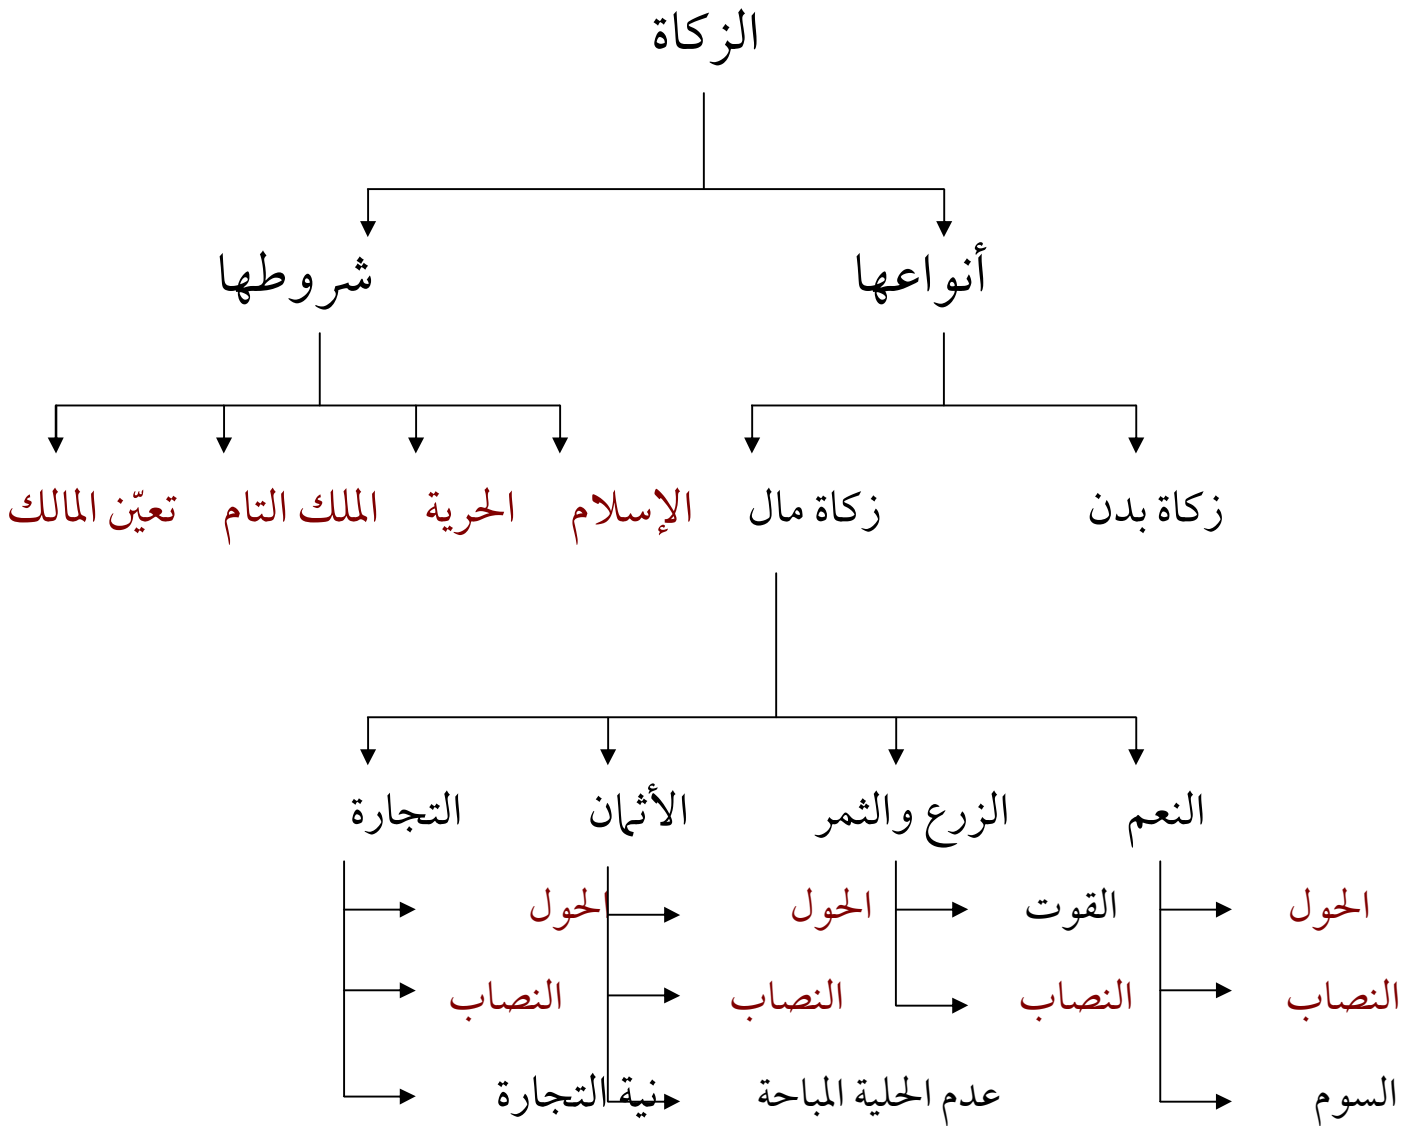 الزكاة
أنواعها شروطها
زكاة بدن زكاة مال الإسلام الحرية الملك التام تعيّن المالك
النعم الزرع والثمر الأثمان التجارة
الحول القوت الحول الحول
النصاب النصاب النصاب النصاب
السوم عدم الحلية المباحة نية التجارة